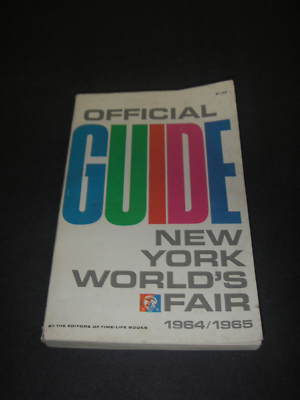 OFFICIAL
GUIDE
NEW
YORK
WORLD'S
FAIR
1964/1965
BY THE EDITORS OF TIME-LIFE BOOKS